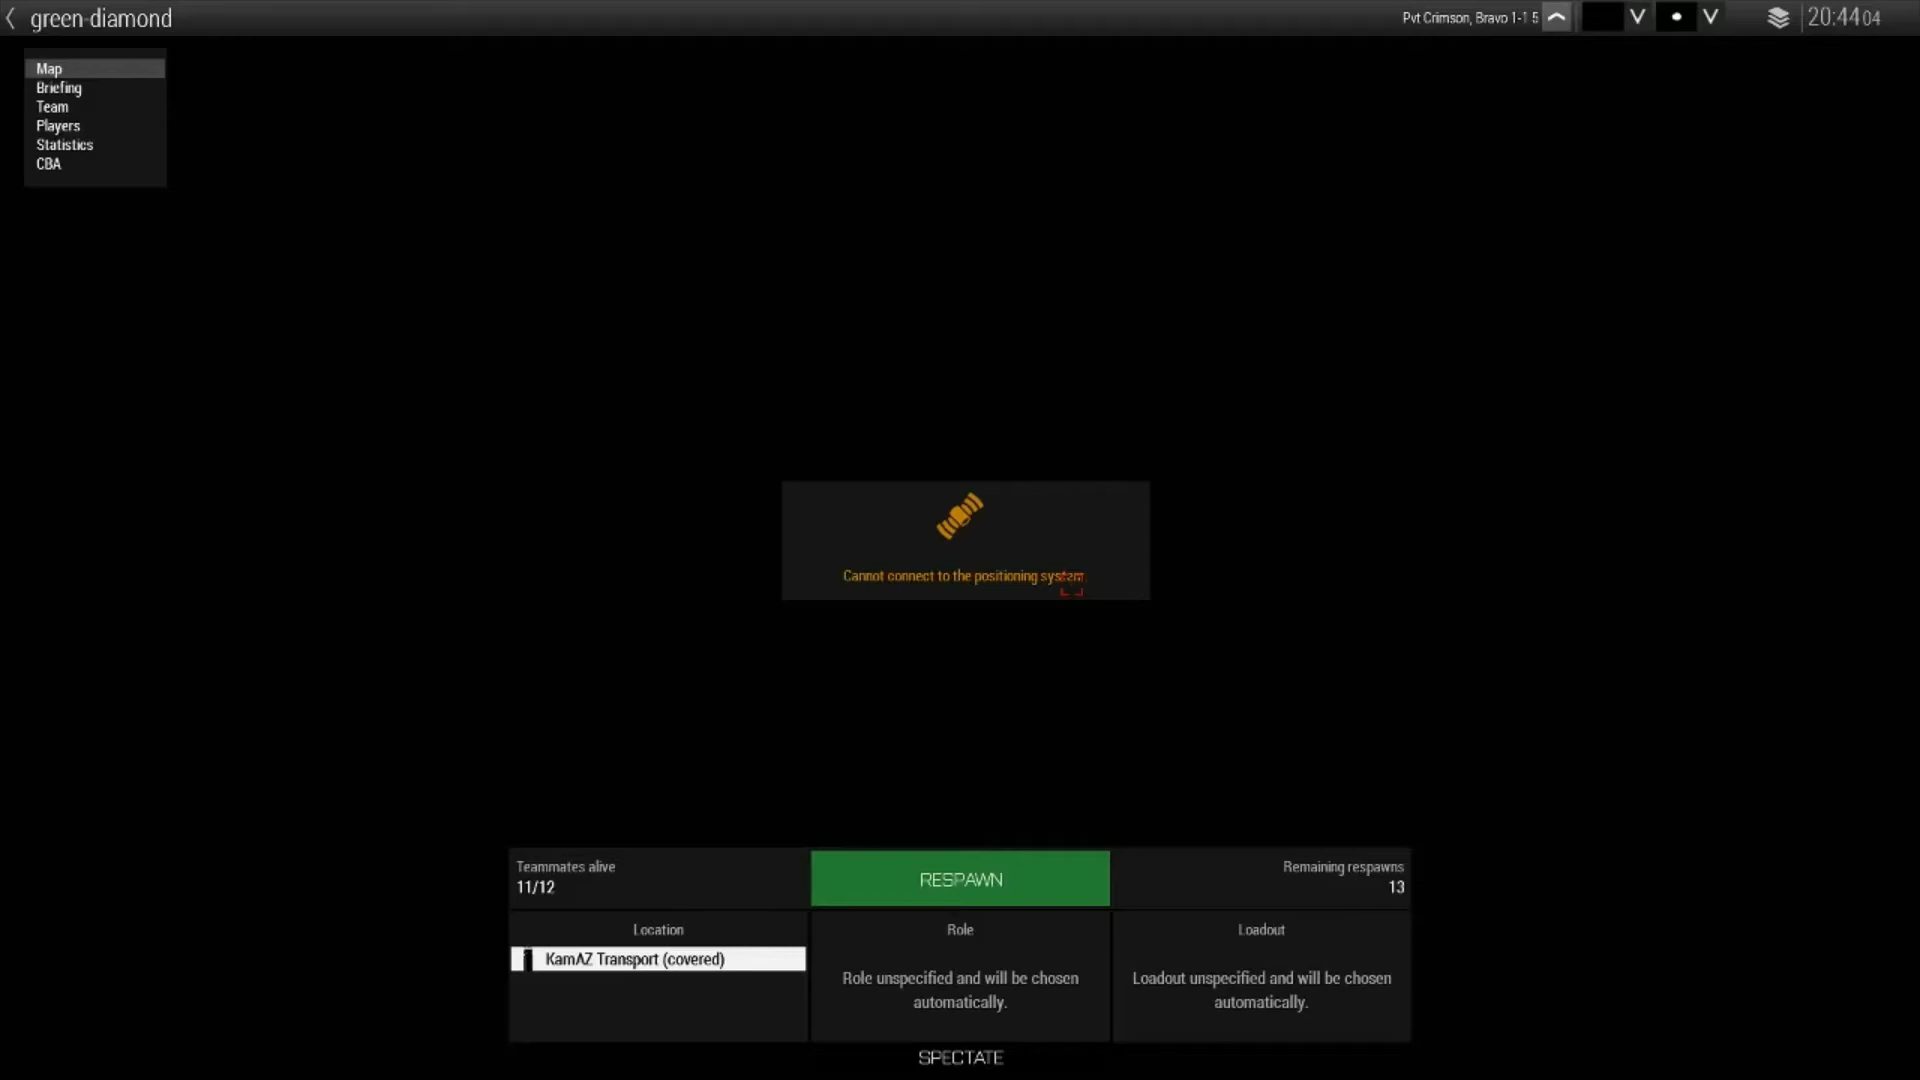 green-diamond
Pvt Crimson, Bravo 1-1 5
20:44 04
Map
Briefing
Team
Players
Statistics
CBA
Cannot connect to the positioning system
Teammates alive
11/12
RESPAWN
Remaining respawns
13
Location
KamAZ Transport (covered)
Role
Role unspecified and will be chosen
automatically.
Loadout
Loadout unspecified and will be chosen
automatically.
SPECTATE